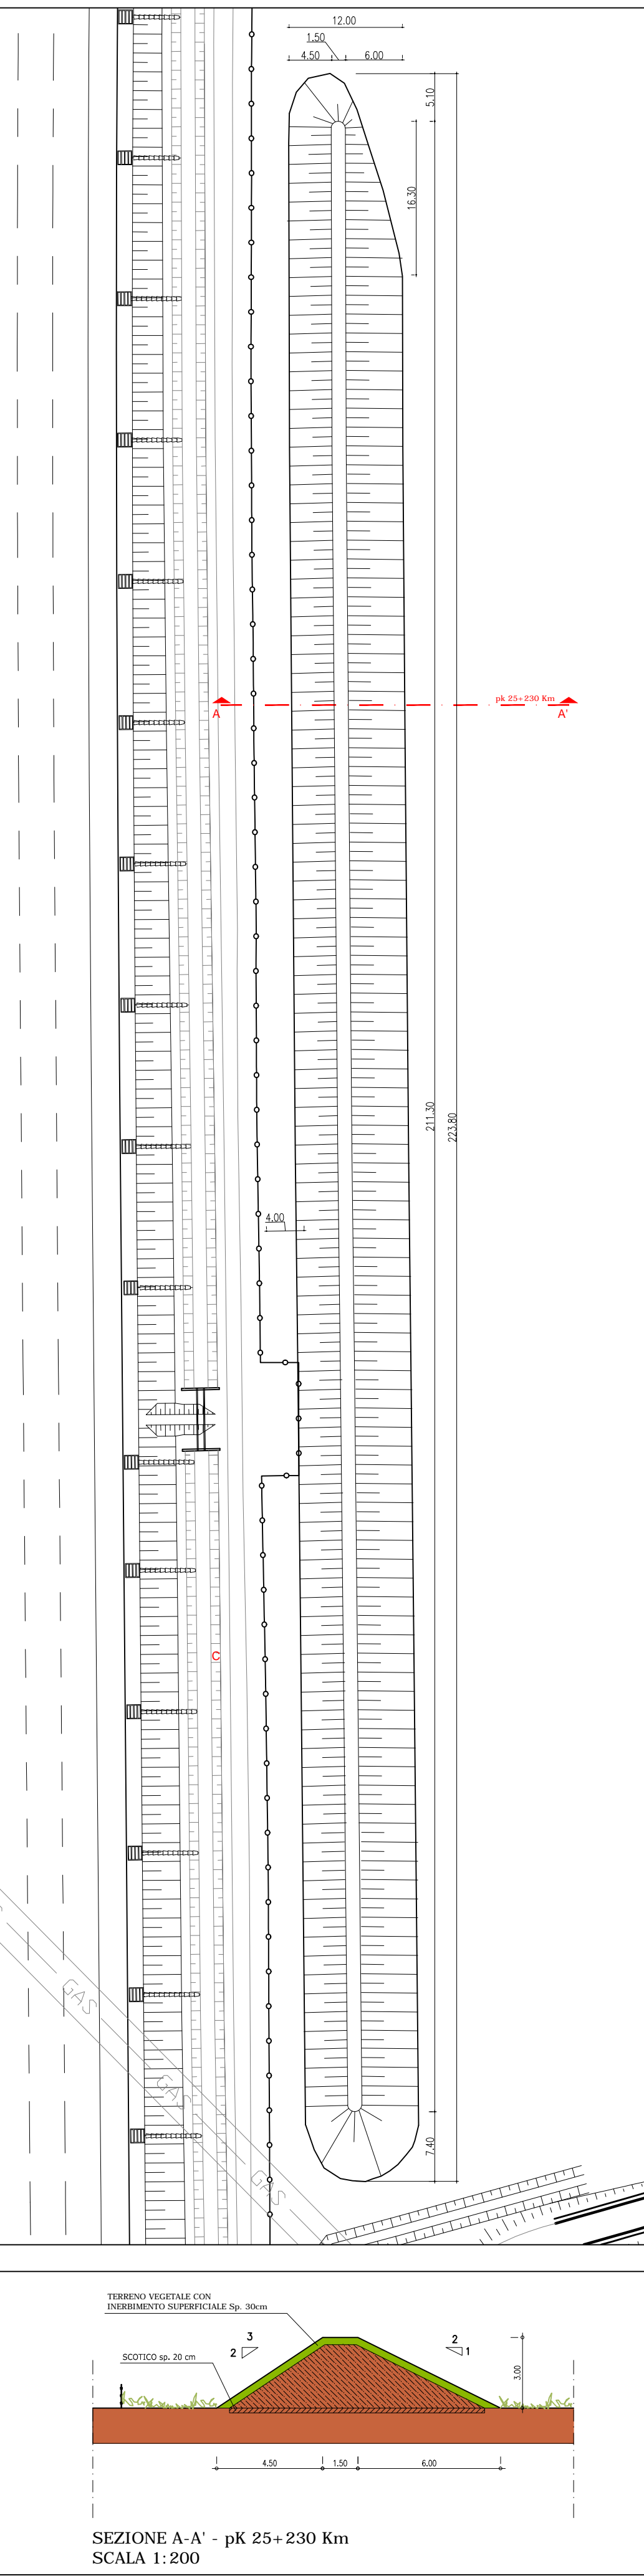 12.00
1.50
4.50
6.00
5.10
16.30
pk 25+230 Km
A
A'
211.30
223.80
4.00
C
GAS
GAS
GAS
7.40
TERRENO VEGETALE CON
INERBIMENTO SUPERFICIALE Sp. 30cm
3
2
2
1
SCOTICO sp. 20 cm
3.00
4.50
1.50
6.00
SEZIONE A-A' - pK 25+230 Km
SCALA 1:200